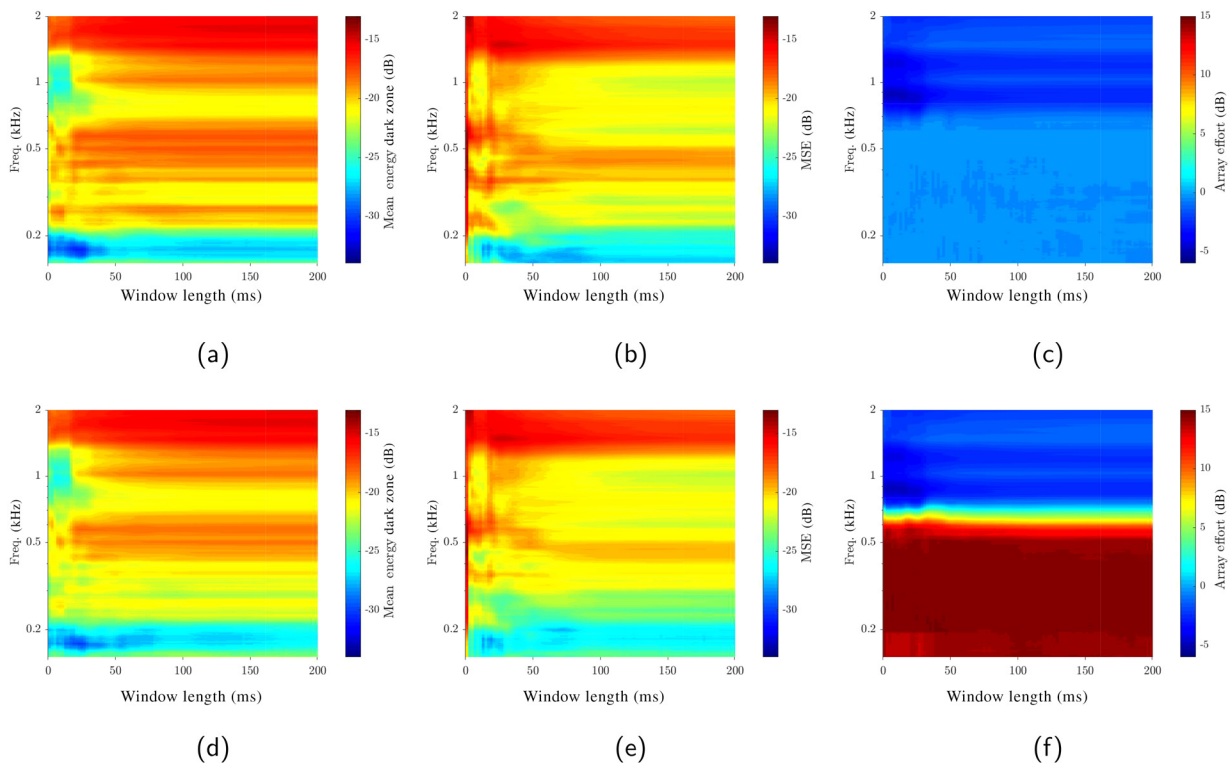 2
1
0.5
0.2
Freq. (kHz)
0 50 100 150 200
Window length (ms)
-15
-20
-25
-30
Mean energy dark zone (dB)
(a)
2
1
0.5
0.2
Freq. (kHz)
0 50 100 150 200
Window length (ms)
-15
-20
-25
-30
MSE (dB)
(b)
2
1
0.5
0.2
Freq. (kHz)
0 50 100 150 200
Window length (ms)
15
10
5
0
-5
Array effort (dB)
(c)
2
1
0.5
0.2
Freq. (kHz)
0 50 100 150 200
Window length (ms)
-15
-20
-25
-30
Mean energy dark zone (dB)
(d)
2
1
0.5
0.2
Freq. (kHz)
0 50 100 150 200
Window length (ms)
-15
-20
-25
-30
MSE (dB)
(e)
2
1
0.5
0.2
Freq. (kHz)
0 50 100 150 200
Window length (ms)
15
10
5
0
-5
Array effort (dB)
(f)